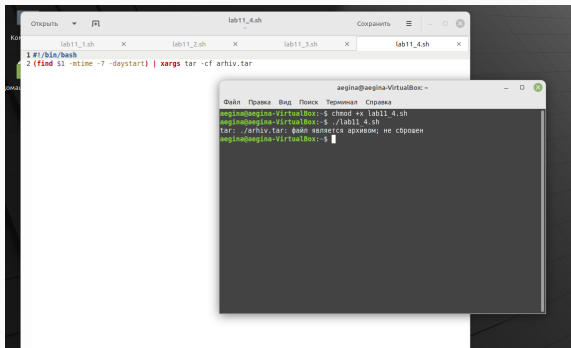 Открыть
lab11_4.sh
Сохранить
lab11_1.sh × lab11_2.sh × lab11_3.sh × lab11_4.sh ×
1 #!/bin/bash
2 (find $1 -mtime -7 -daystart) | xargs tar -cf arhiv.tar
aegina@aegina-VirtualBox: ~
Файл Правка Вид Поиск Терминал Справка
aegina@aegina-VirtualBox:~$ chmod +x lab11_4.sh
aegina@aegina-VirtualBox:~$ ./lab11_4.sh
tar: ./arhiv.tar: файл является архивом; не сброшен
aegina@aegina-VirtualBox:~$